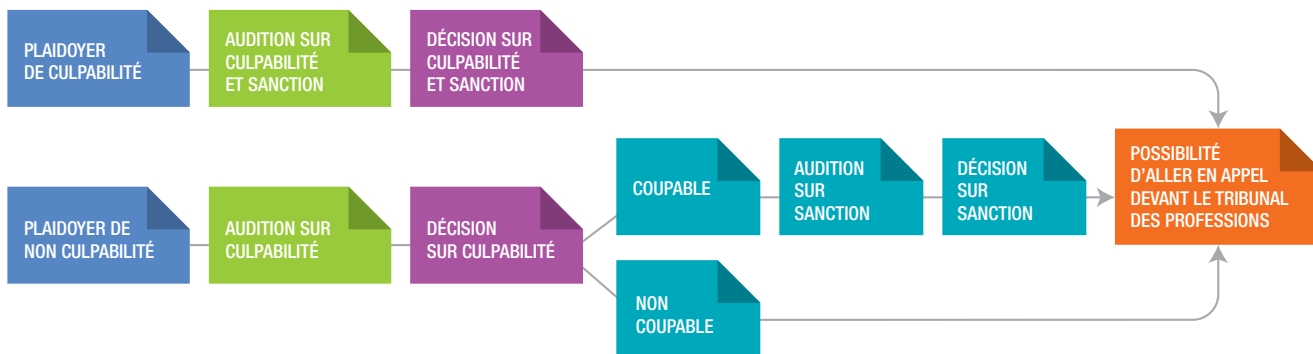 PLAIDOYER
DE CULPABILITÉ
AUDITION SUR
CULPABILITÉ
ET SANCTION
DÉCISION SUR
CULPABILITÉ
ET SANCTION
PLAIDOYER DE
NON CULPABILITÉ
AUDITION SUR
CULPABILITÉ
DÉCISION
SUR CULPABILITÉ
COUPABLE
AUDITION
SUR
SANCTION
DÉCISION
SUR
SANCTION
NON
COUPABLE
POSSIBILITÉ
D'ALLER EN APPEL
DEVANT LE TRIBUNAL
DES PROFESSIONS